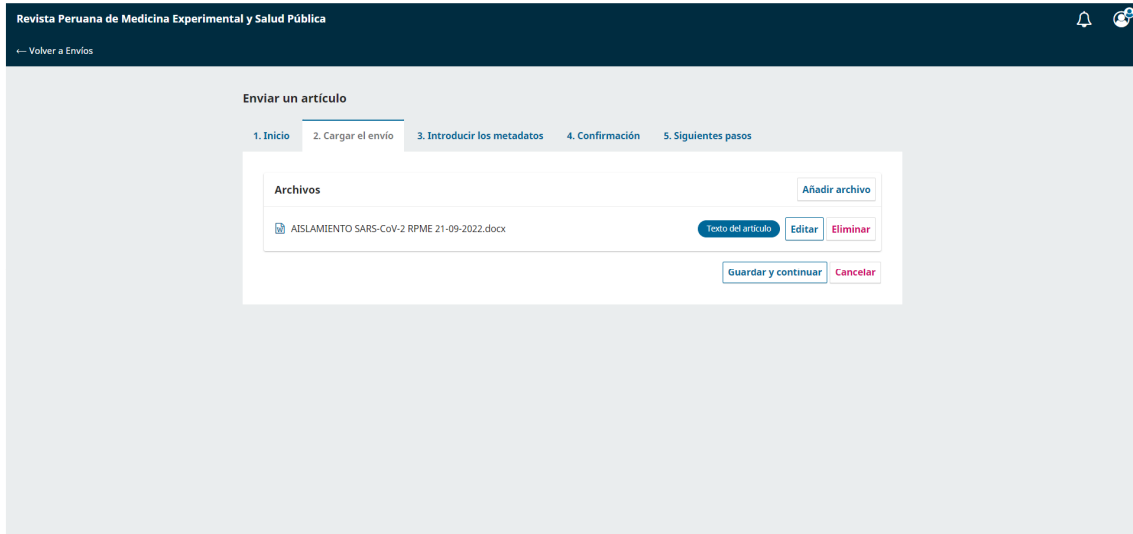 Revista Peruana de Medicina Experimental y Salud Pública
← Volver a Envíos
Enviar un artículo
1. Inicio 2. Cargar el envío 3. Introducir los metadatos 4. Confirmación 5. Siguientes pasos
Archivos Añadir archivo
AISLAMIENTO SARS-CoV-2 RPME 21-09-2022.docx Texto del artículo Editar Eliminar
Guardar y continuar Cancelar